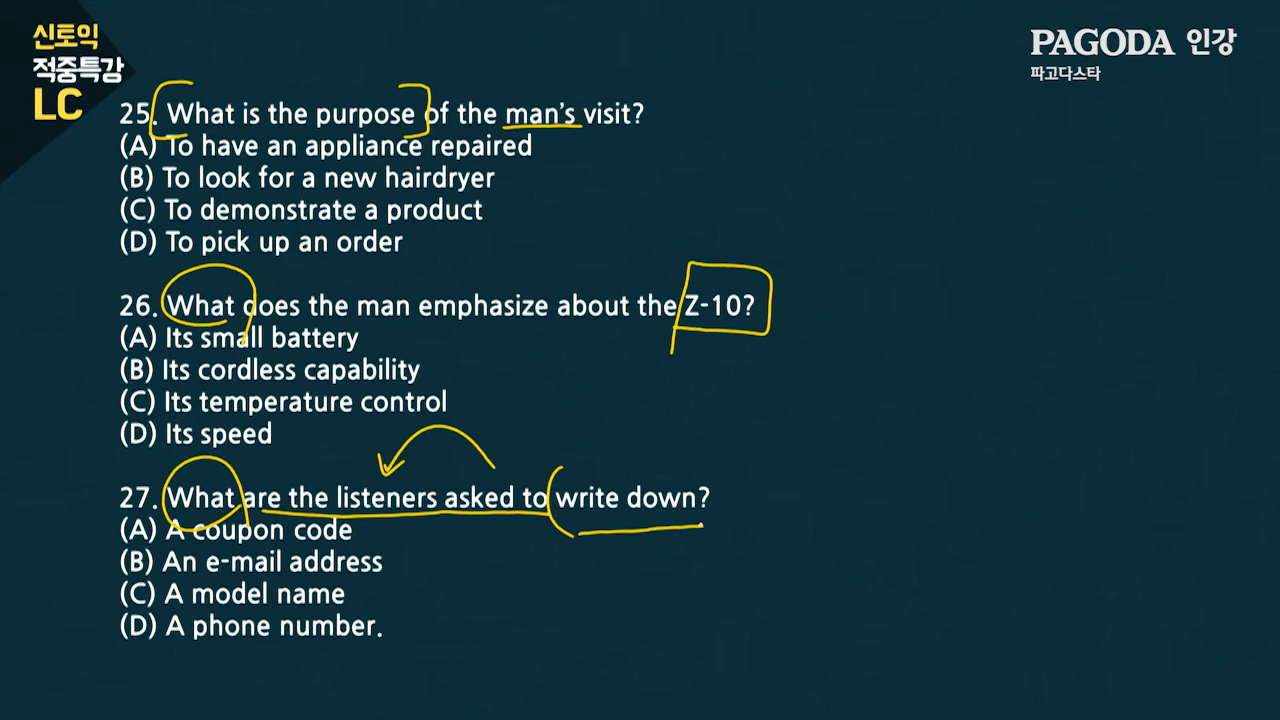 신토익
적중특강
LC
PAGODA 인강
파고다스타
25. What is the purpose of the man's visit?
(A) To have an appliance repaired
(B) To look for a new hairdryer
(C) To demonstrate a product
(D) To pick up an order
26. What does the man emphasize about the Z-10?
(A) Its small battery
(B) Its cordless capability
(C) Its temperature control
(D) Its speed
27. What are the listeners asked to write down?
(A) A coupon code
(B) An e-mail address
(C) A model name
(D) A phone number.